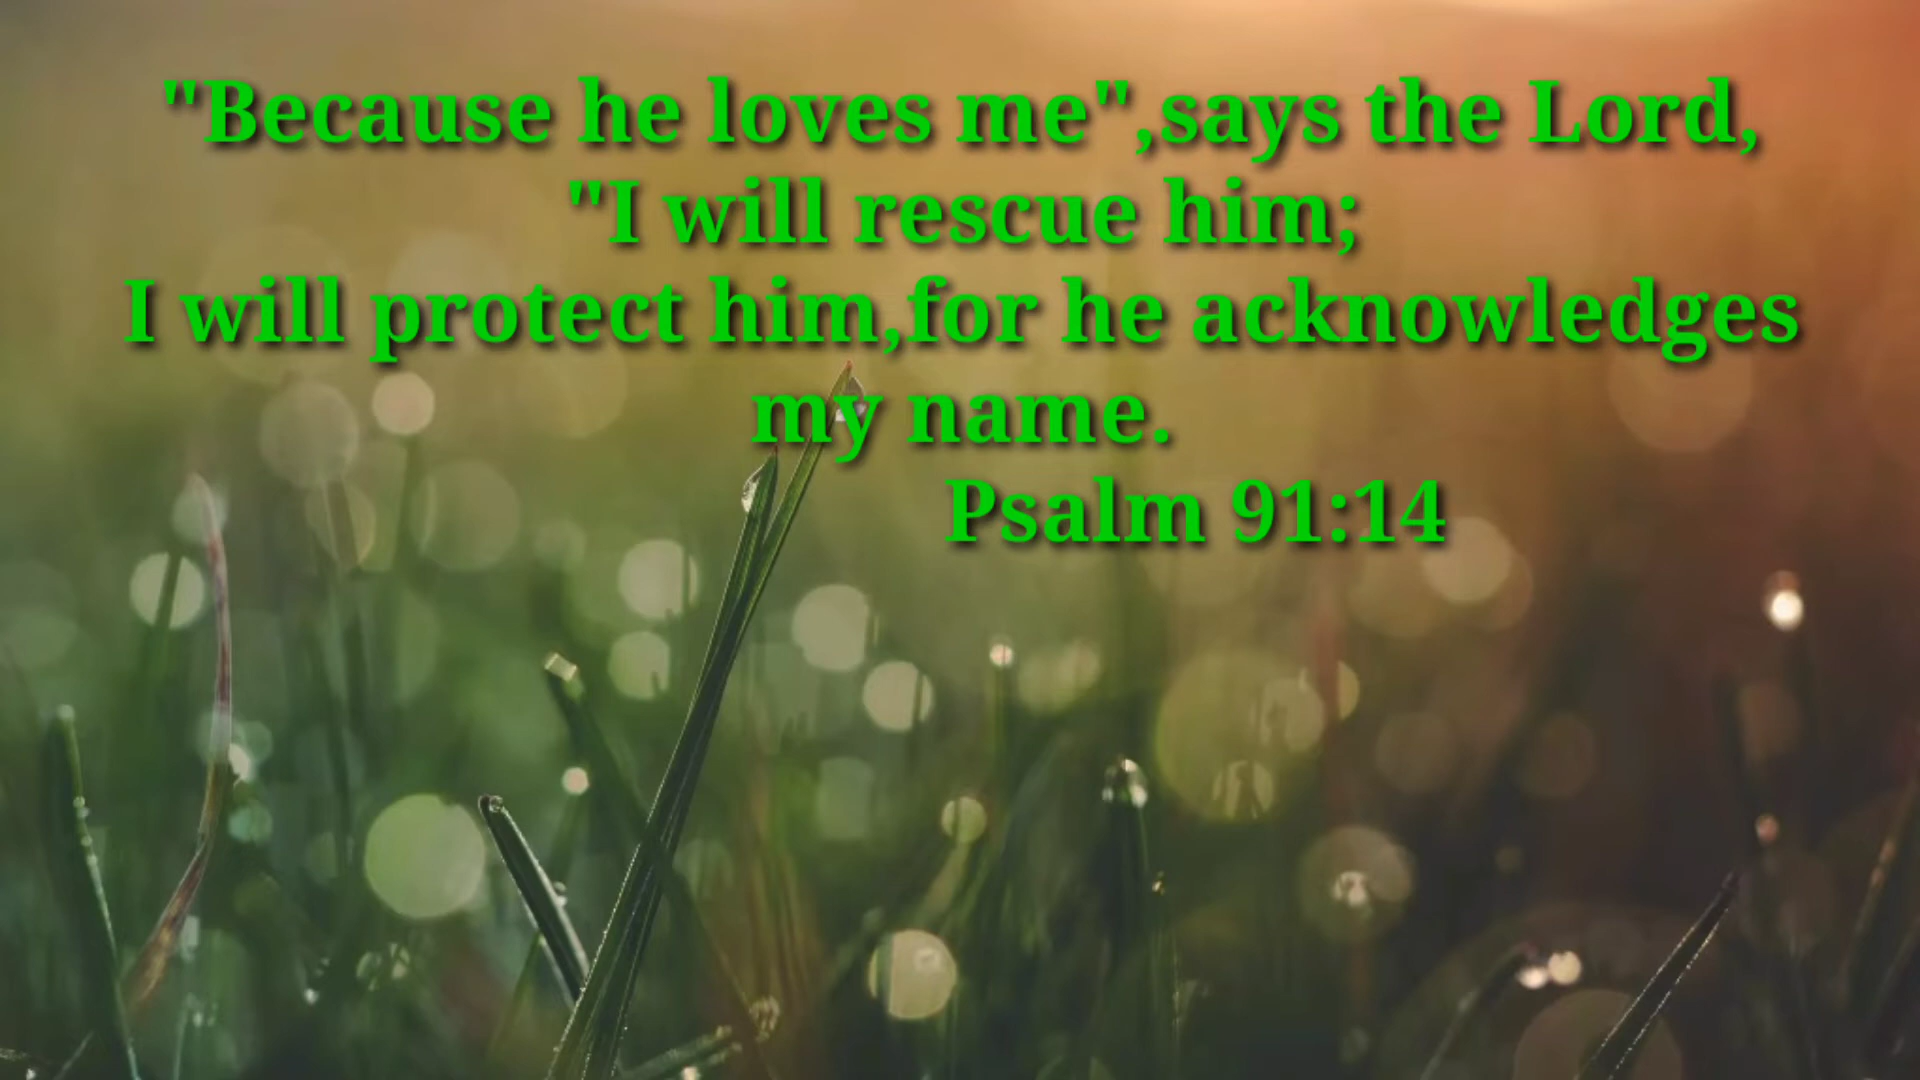 "Because he loves me",says the Lord,
"I will rescue him;
I will protect him,for he acknowledges
my name.
Psalm 91:14